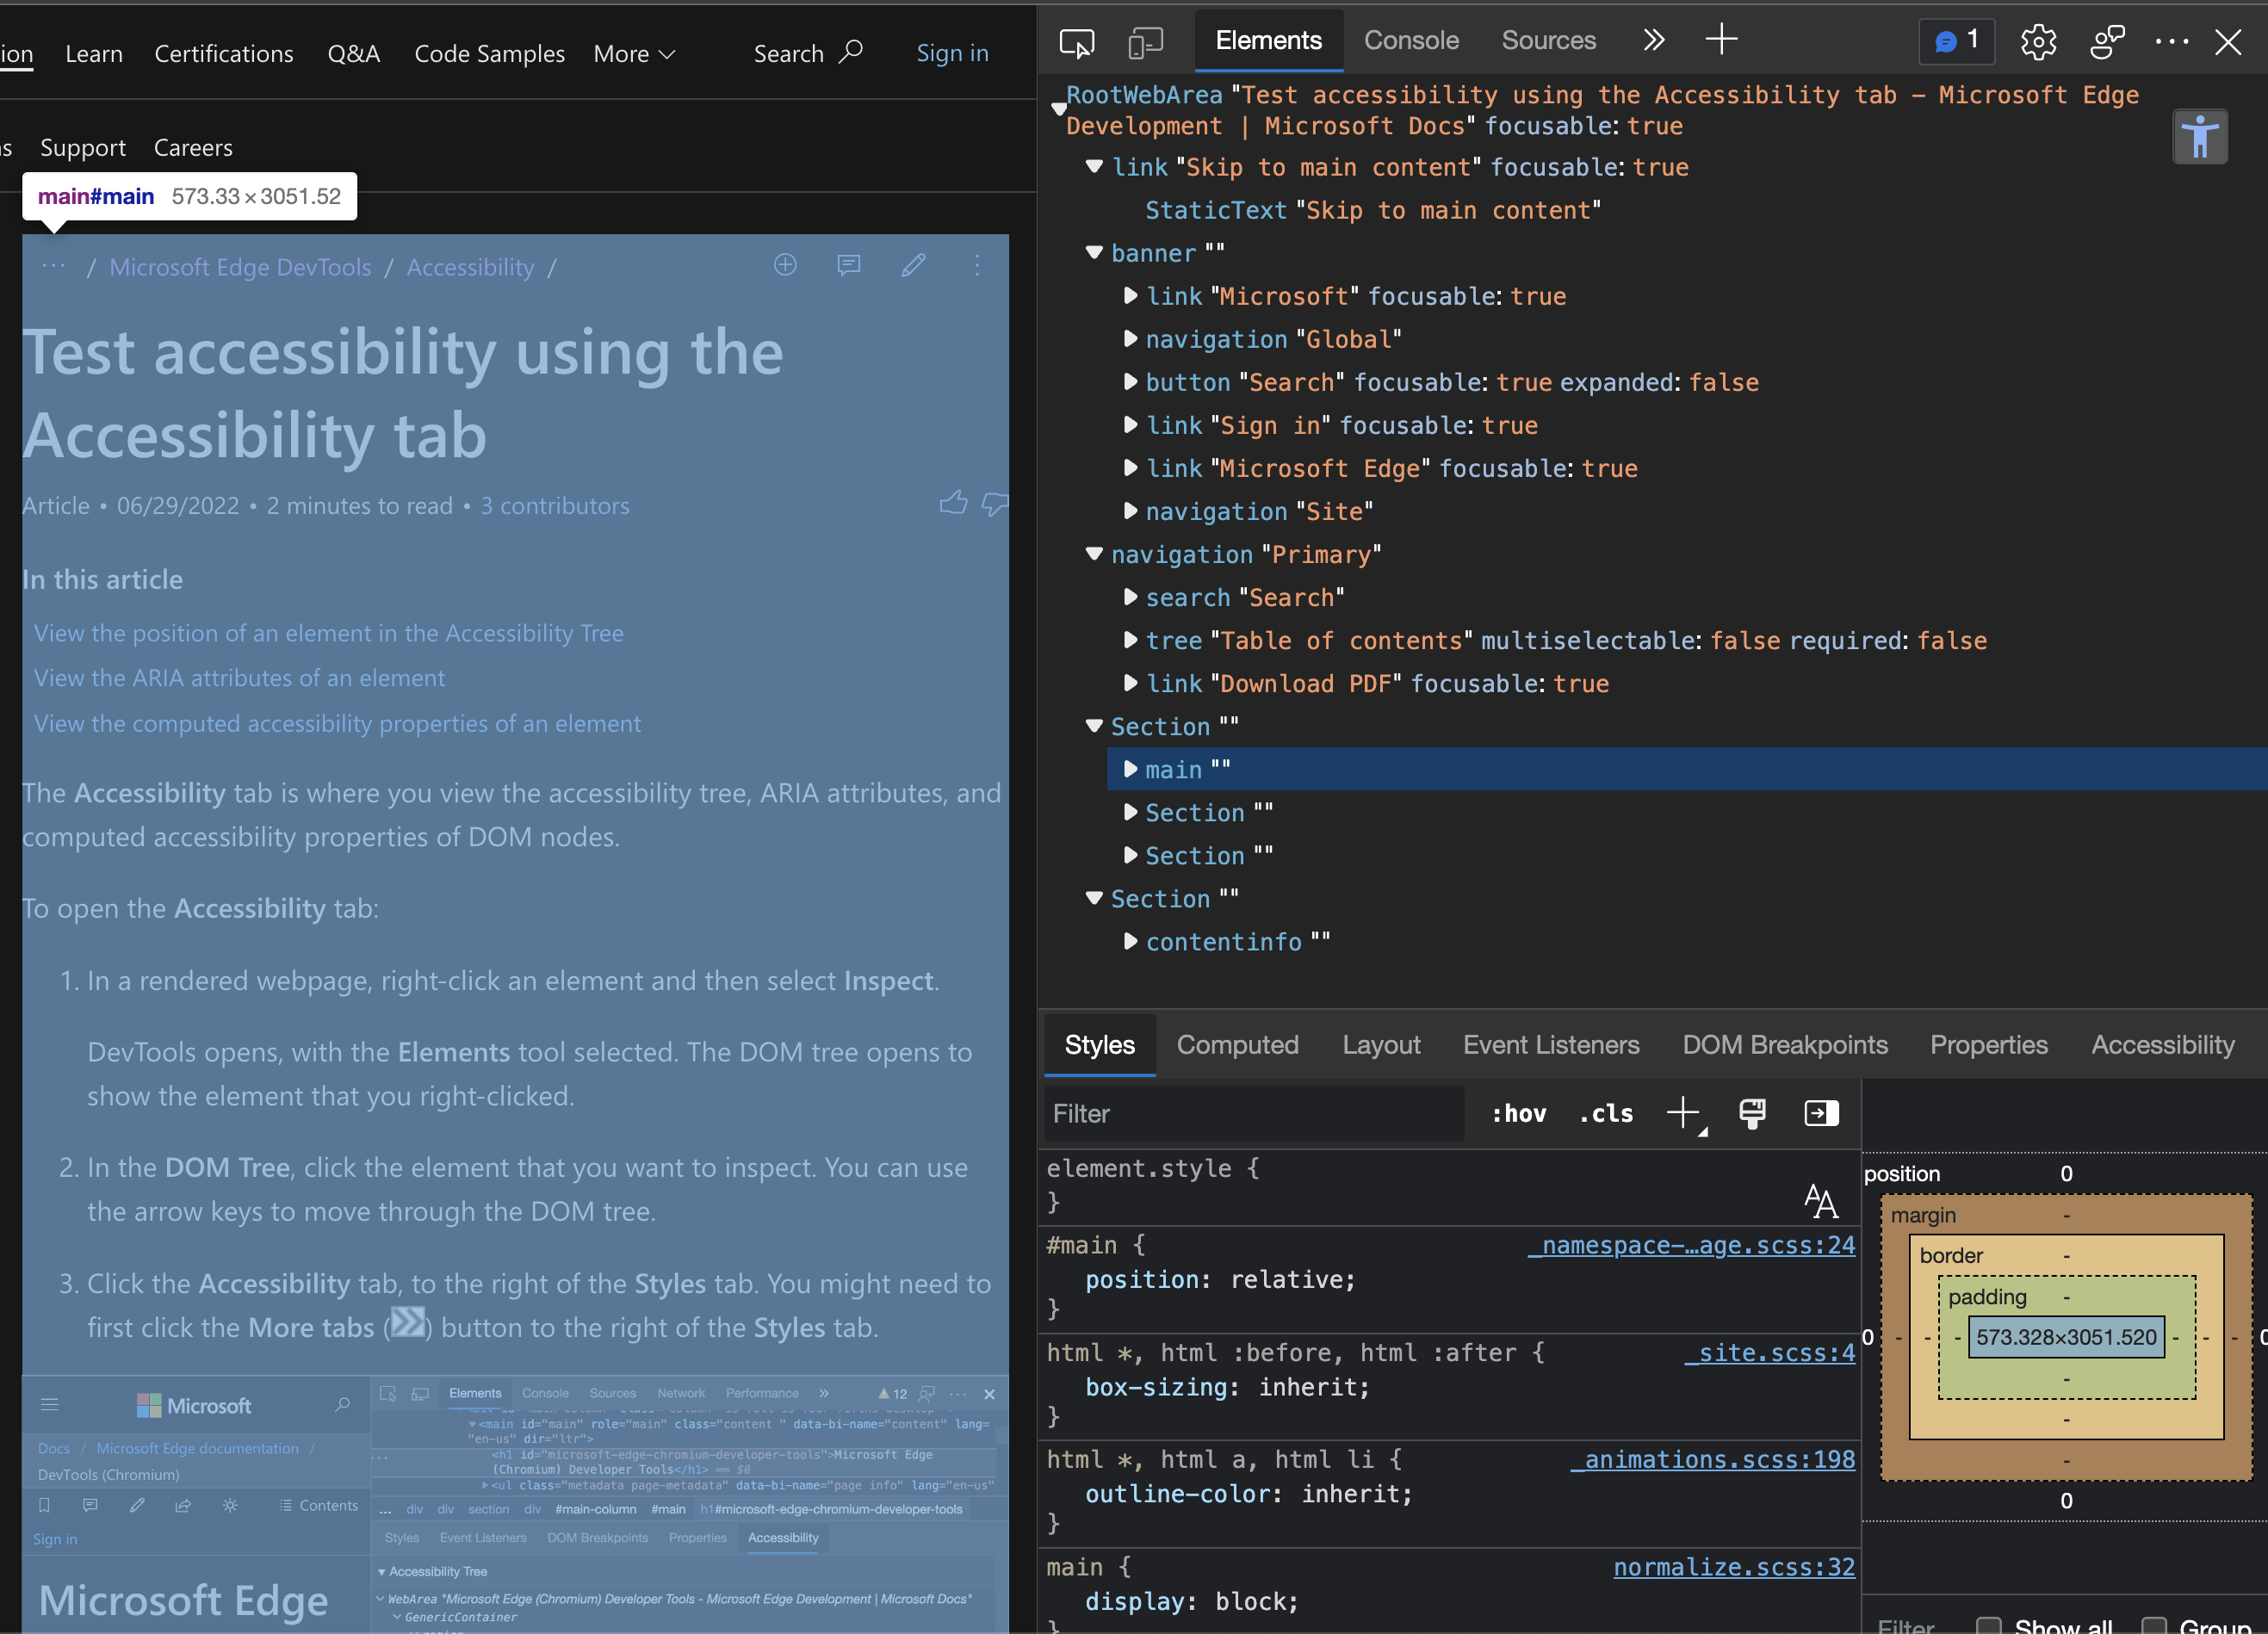 ion Learn Certifications Q&A Code Samples More Search Sign in
s Support Careers
main#main 573.33 × 3051.52
··· / Microsoft Edge DevTools / Accessibility /
Test accessibility using the
Accessibility tab
Article • 06/29/2022 • 2 minutes to read • 3 contributors
In this article
View the position of an element in the Accessibility Tree
View the ARIA attributes of an element
View the computed accessibility properties of an element
The Accessibility tab is where you view the accessibility tree, ARIA attributes, and
computed accessibility properties of DOM nodes.
To open the Accessibility tab:
1. In a rendered webpage, right-click an element and then select Inspect.
DevTools opens, with the Elements tool selected. The DOM tree opens to
show the element that you right-clicked.
2. In the DOM Tree, click the element that you want to inspect. You can use
the arrow keys to move through the DOM tree.
3. Click the Accessibility tab, to the right of the Styles tab. You might need to
first click the More tabs ( ) button to the right of the Styles tab.
Microsoft
Docs / Microsoft Edge documentation /
DevTools (Chromium)
Contents
Sign in
Microsoft Edge
Elements Console Sources Network Performance 12
<main id="main" role="main" class="content " data-bi-name="content" lang=
"en-us" dir="ltr">
<h1 id="microsoft-edge-chromium-developer-tools">Microsoft Edge
(Chromium) Developer Tools</h1> == $0
<ul class="metadata page-metadata" data-bi-name="page info" lang="en-us"
... div div section div #main-column #main h1#microsoft-edge-chromium-developer-tools
Styles Event Listeners DOM Breakpoints Properties Accessibility
Accessibility Tree
WebArea "Microsoft Edge (Chromium) Developer Tools - Microsoft Edge Development | Microsoft Docs"
GenericContainer
Elements Console Sources 1
RootWebArea "Test accessibility using the Accessibility tab – Microsoft Edge
Development | Microsoft Docs" focusable: true
link "Skip to main content" focusable: true
StaticText "Skip to main content"
banner ""
link "Microsoft" focusable: true
navigation "Global"
button "Search" focusable: true expanded: false
link "Sign in" focusable: true
link "Microsoft Edge" focusable: true
navigation "Site"
navigation "Primary"
search "Search"
tree "Table of contents" multiselectable: false required: false
link "Download PDF" focusable: true
Section ""
main ""
Section ""
Section ""
Section ""
contentinfo ""
Styles Computed Layout Event Listeners DOM Breakpoints Properties Accessibility
Filter :hov .cls
element.style {
}
#main { _namespace-…age.scss:24
position: relative;
}
html *, html :before, html :after { _site.scss:4
box-sizing: inherit;
}
html *, html a, html li { _animations.scss:198
outline-color: inherit;
}
main { normalize.scss:32
display: block;
}
position 0
margin -
border -
padding -
0 - - - 573.328×3051.520 - - - 0
-
-
-
0
Filter Show all Group